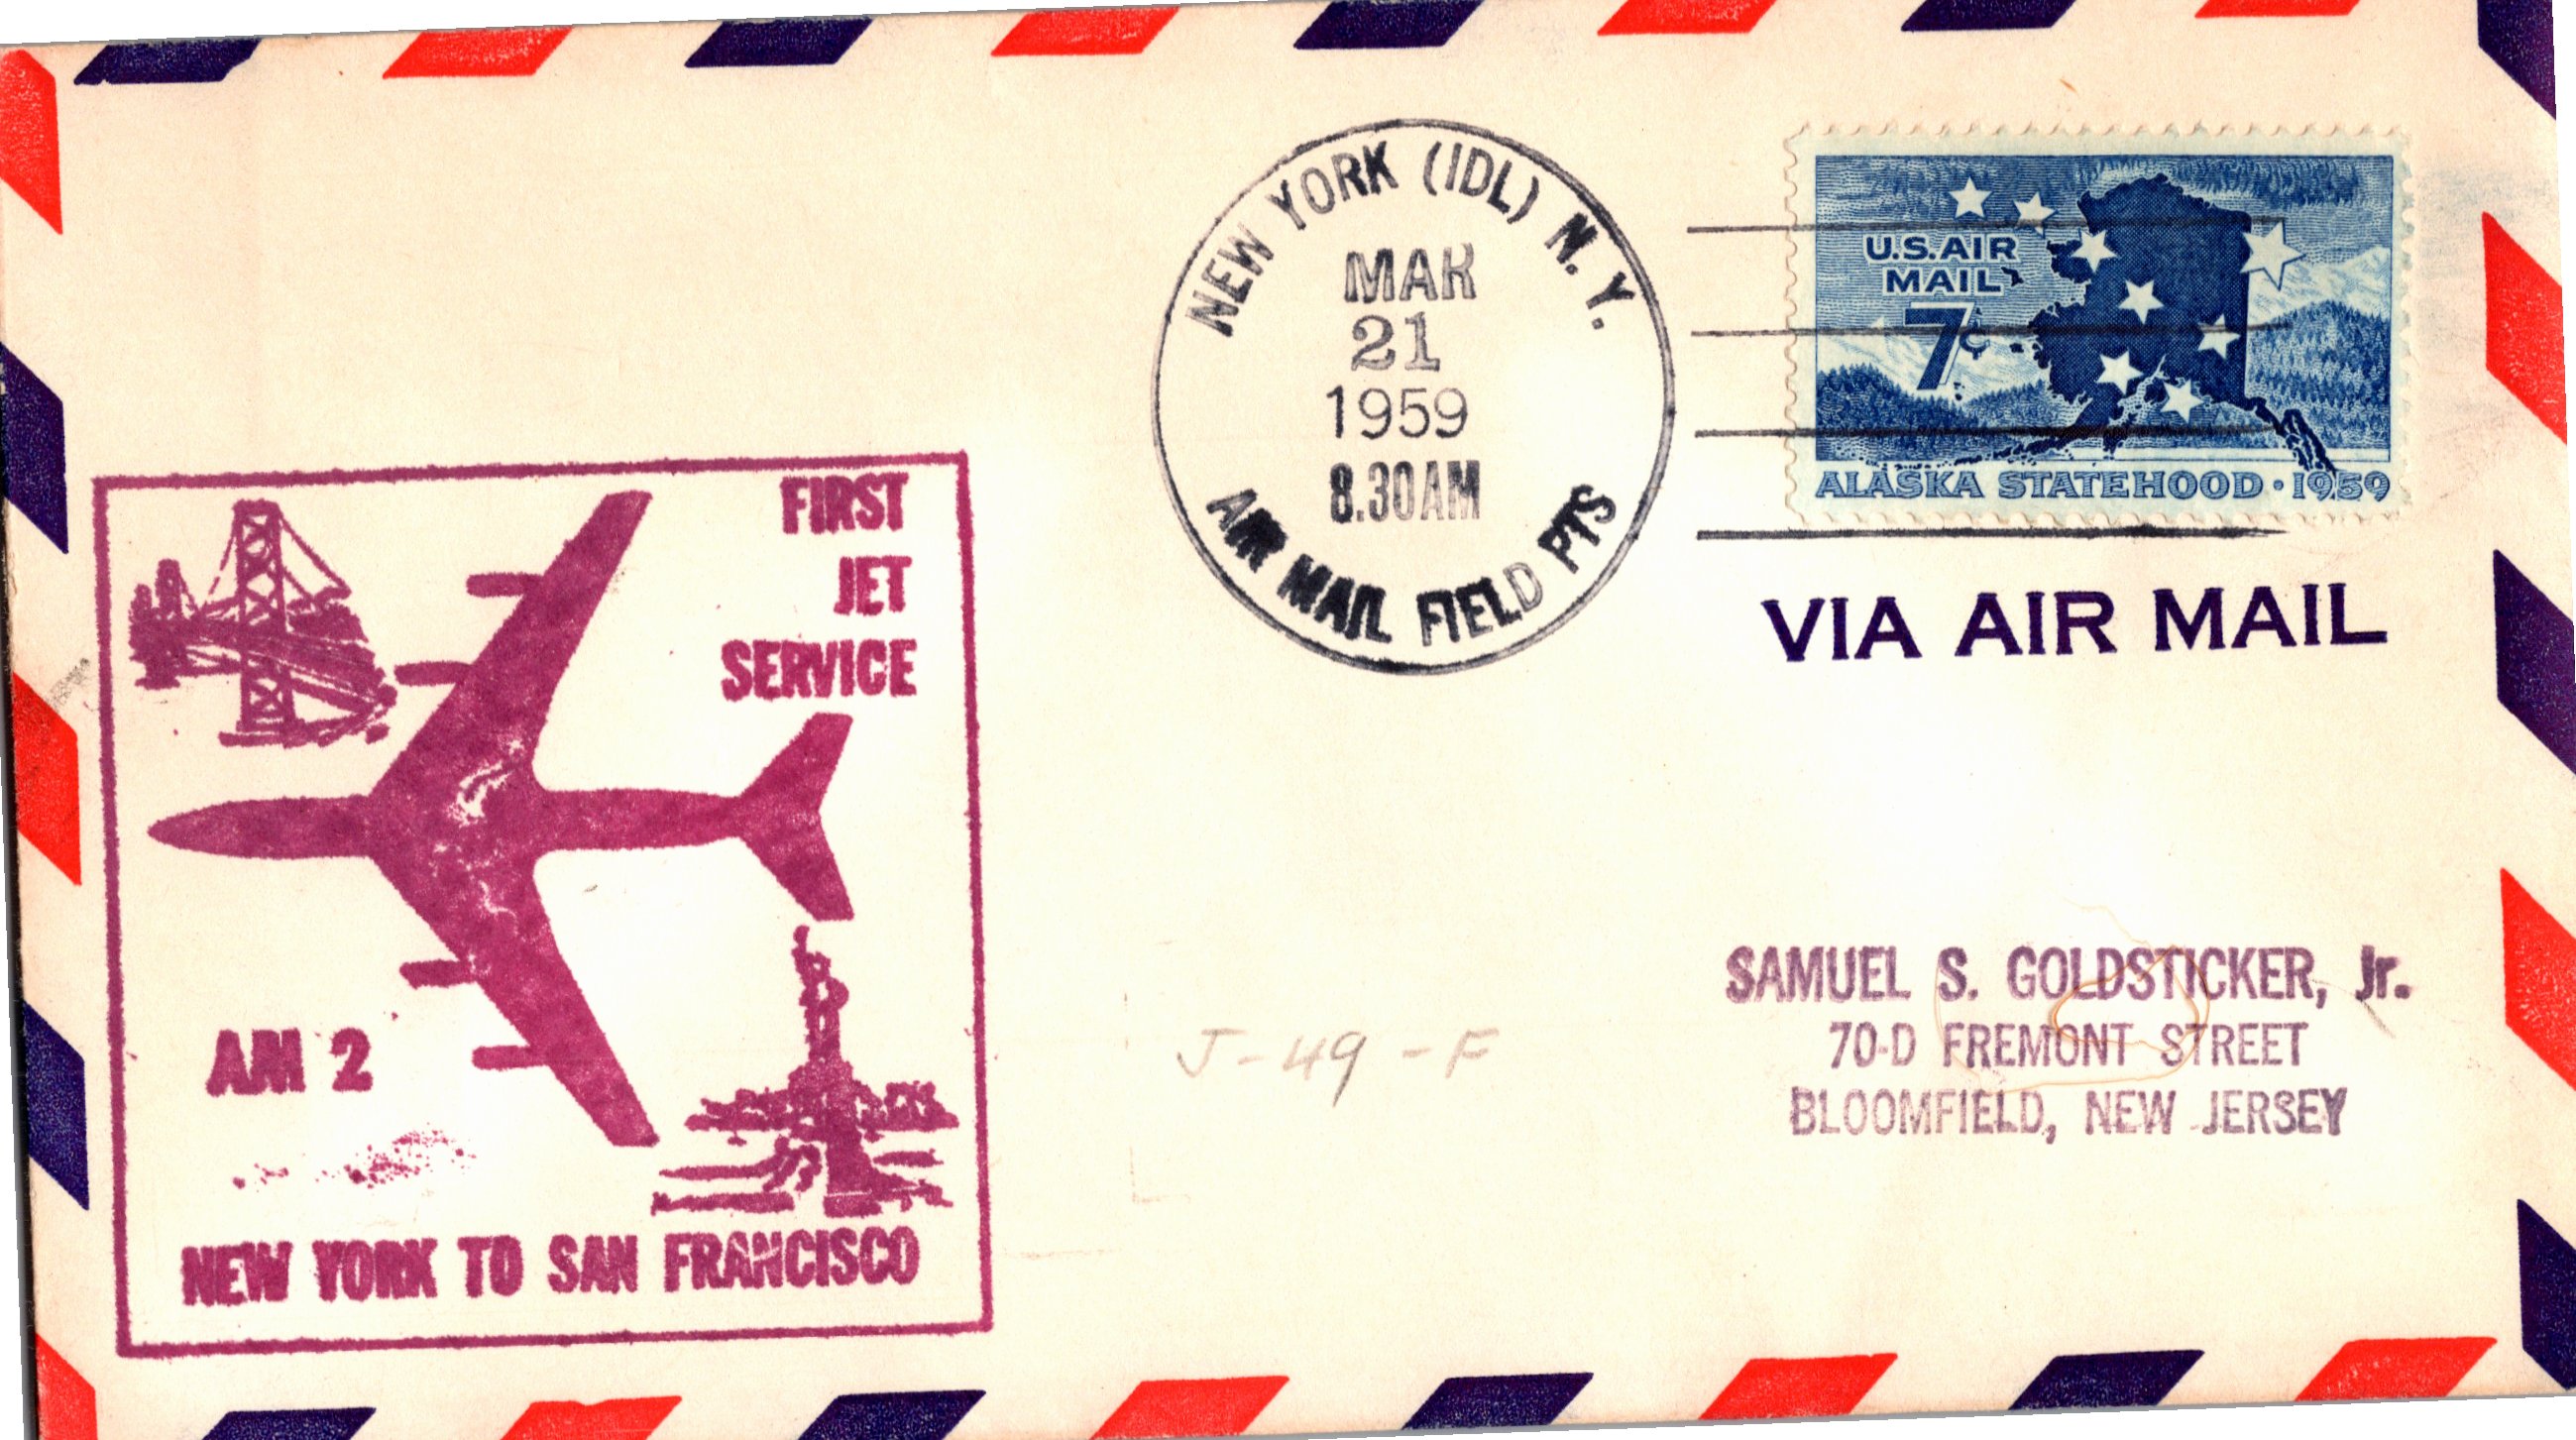 FIRST
JET
SERVICE
AM 2
NEW YORK TO SAN FRANCISCO
NEW YORK (IDL) N.Y.
MAR
21
1959
8.30AM
AIR MAIL FIELD PTS
U.S. AIR
MAIL
7¢
ALASKA STATEHOOD · 1959
VIA AIR MAIL
J-49-F
SAMUEL S. GOLDSTICKER, Jr.
70-D FREMONT STREET
BLOOMFIELD, NEW JERSEY